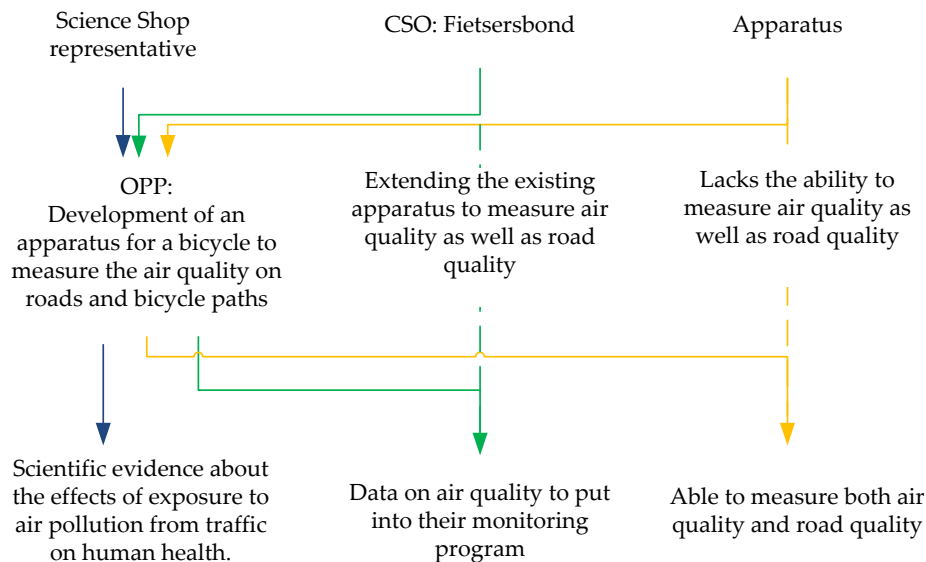 Science Shop
representative
CSO: Fietsersbond
Apparatus
OPP:
Development of an
apparatus for a bicycle to
measure the air quality on
roads and bicycle paths
Extending the existing
apparatus to measure air
quality as well as road
quality
Lacks the ability to
measure air quality as
well as road quality
Scientific evidence about
the effects of exposure to
air pollution from traffic
on human health.
Data on air quality to put
into their monitoring
program
Able to measure both air
quality and road quality